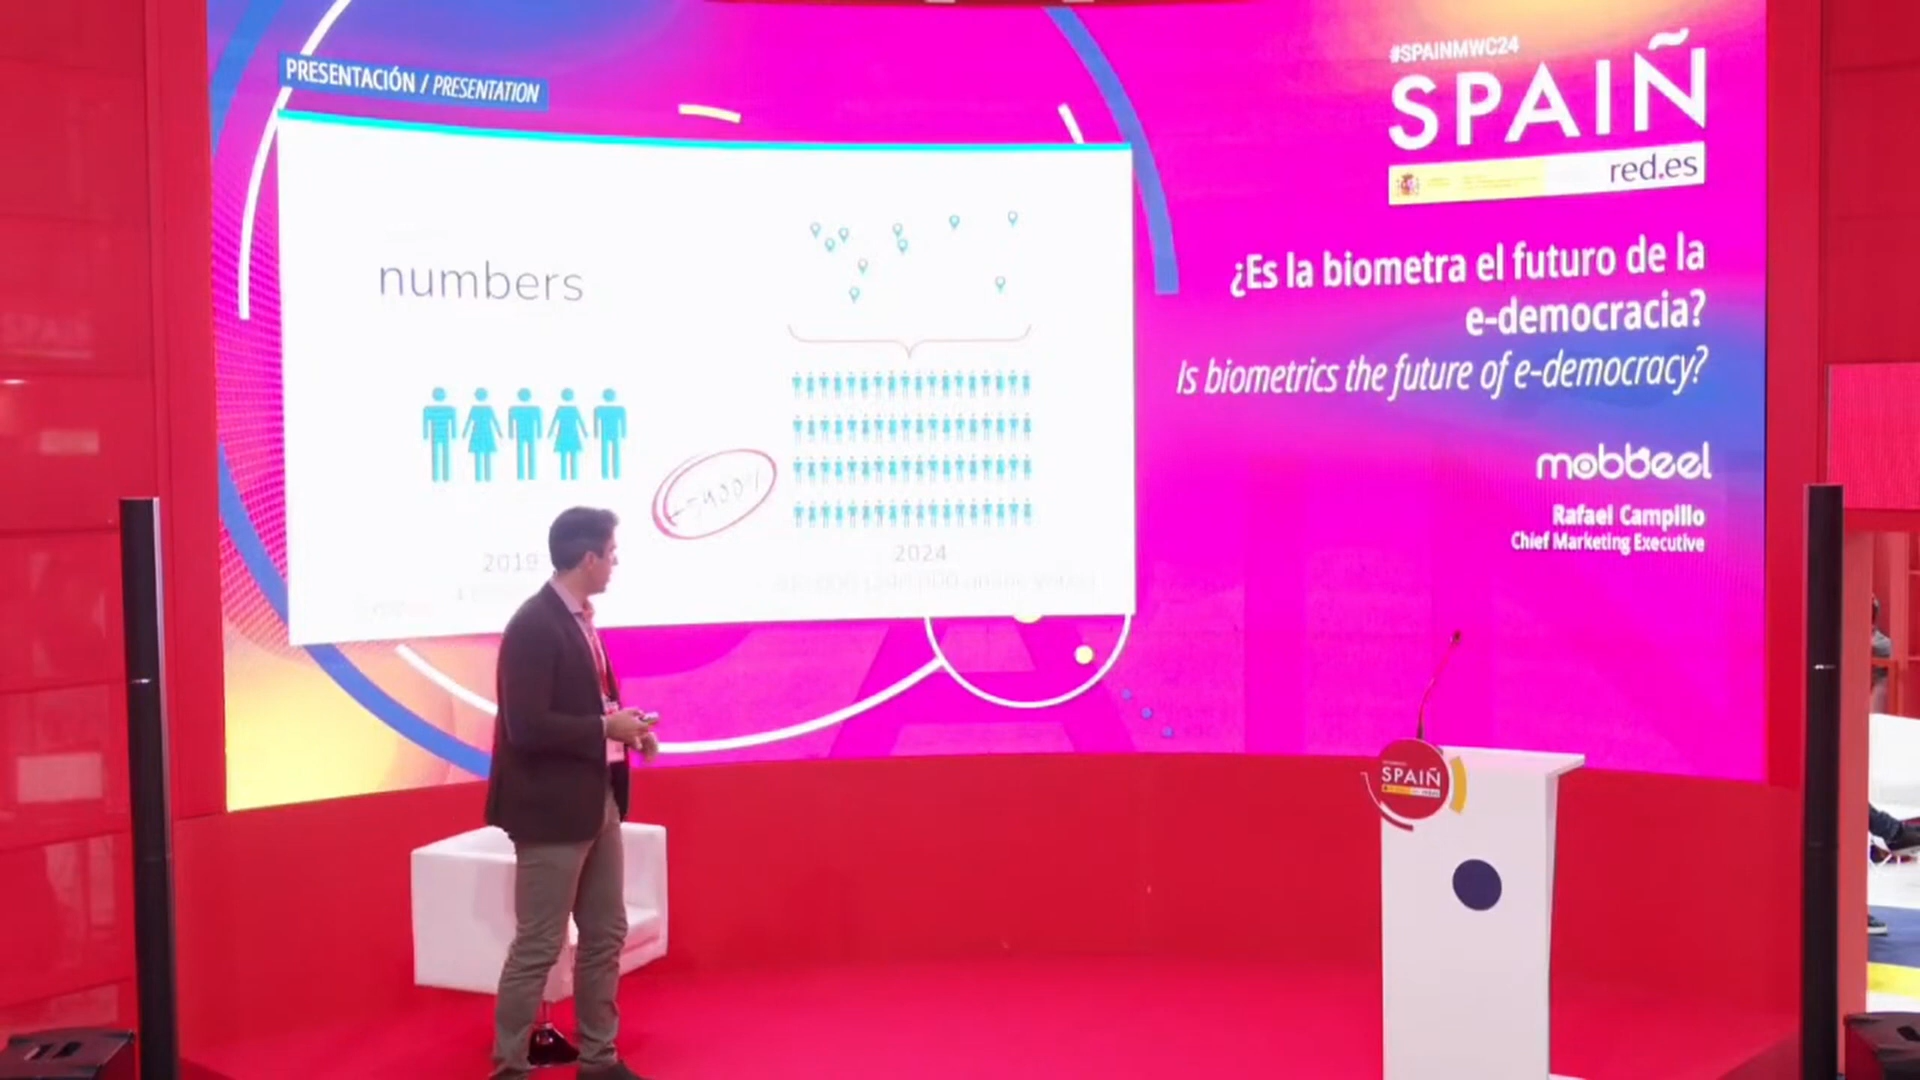 PRESENTACIÓN / PRESENTATION
numbers
2019
2024
#SPAINMWC24
SPAIÑ
red.es
¿Es la biometra el futuro de la
e-democracia?
Is biometrics the future of e-democracy?
mobbeel
Rafael Campillo
Chief Marketing Executive
SPAIÑ